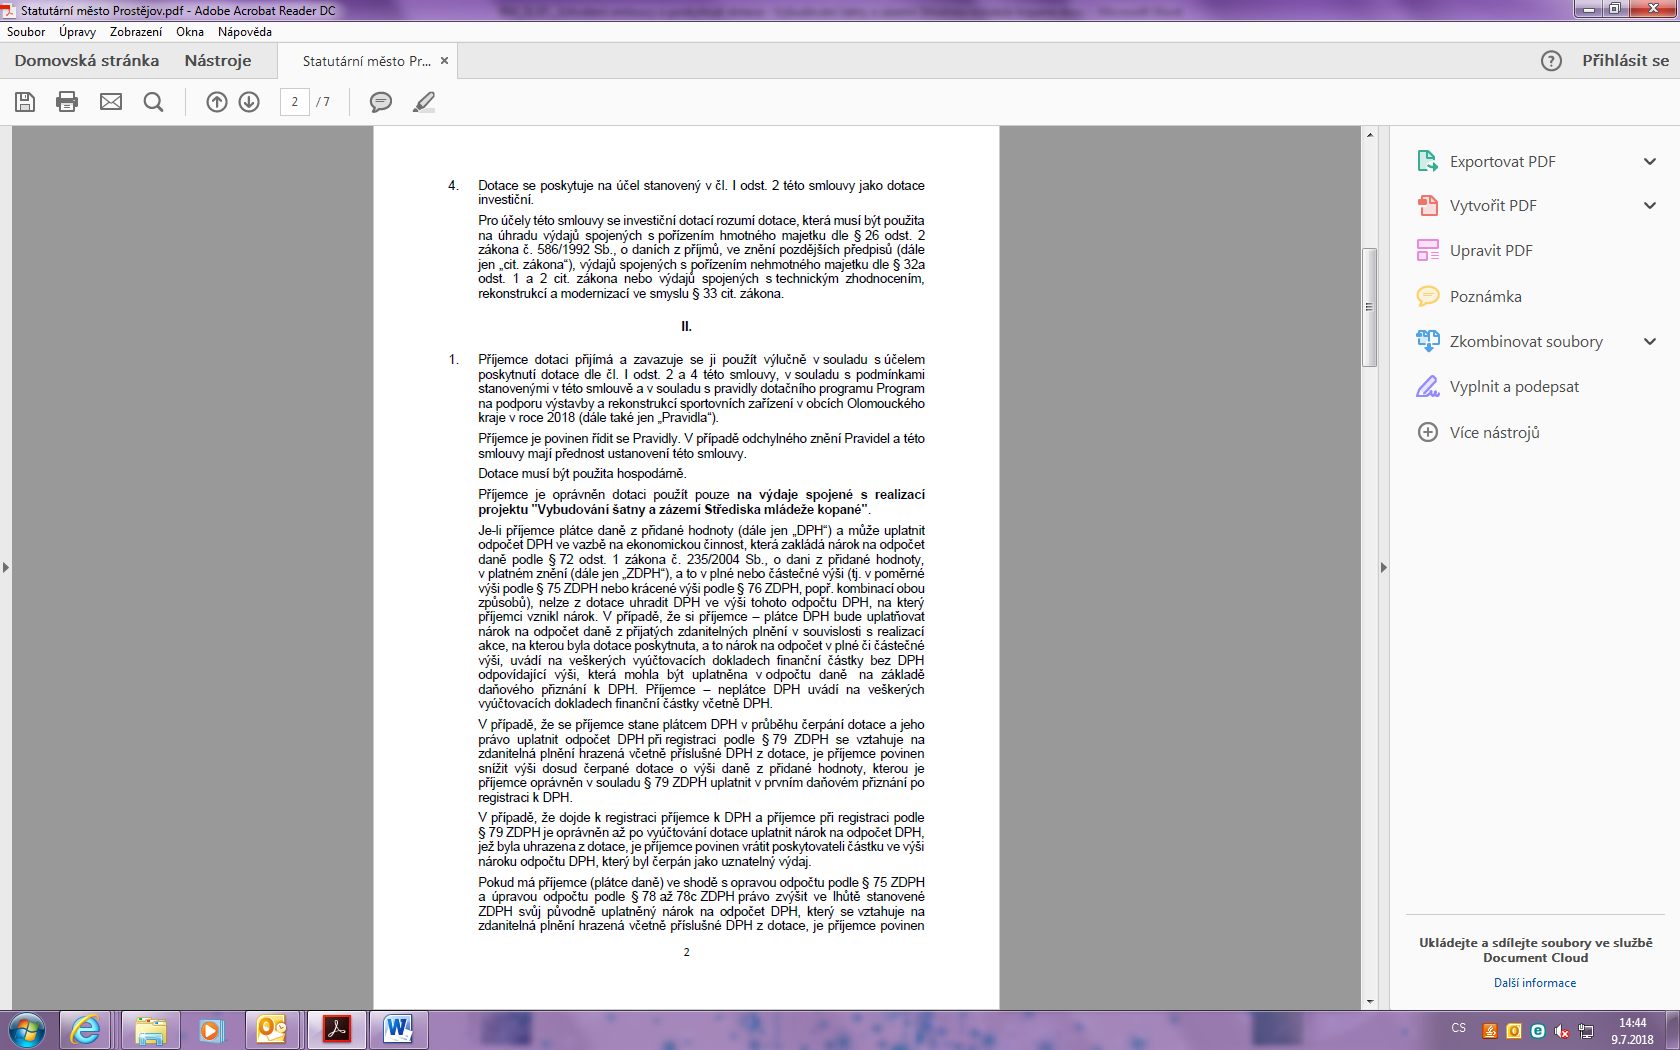 Statutární město Prostějov.pdf - Adobe Acrobat Reader DC
Soubor Úpravy Zobrazení Okna Nápověda
Domovská stránka Nástroje Statutární město Pr... × ? Přihlásit se
2 / 7
4. Dotace se poskytuje na účel stanovený v čl. I odst. 2 této smlouvy jako dotace
investiční.
Pro účely této smlouvy se investiční dotací rozumí dotace, která musí být použita
na úhradu výdajů spojených s pořízením hmotného majetku dle § 26 odst. 2
zákona č. 586/1992 Sb., o daních z příjmů, ve znění pozdějších předpisů (dále
jen „cit. zákona“), výdajů spojených s pořízením nehmotného majetku dle § 32a
odst. 1 a 2 cit. zákona nebo výdajů spojených s technickým zhodnocením,
rekonstrukcí a modernizací ve smyslu § 33 cit. zákona.
II.
1. Příjemce dotaci přijímá a zavazuje se ji použít výlučně v souladu s účelem
poskytnutí dotace dle čl. I odst. 2 a 4 této smlouvy, v souladu s podmínkami
stanovenými v této smlouvě a v souladu s pravidly dotačního programu Program
na podporu výstavby a rekonstrukcí sportovních zařízení v obcích Olomouckého
kraje v roce 2018 (dále také jen „Pravidla“).
Příjemce je povinen řídit se Pravidly. V případě odchylného znění Pravidel a této
smlouvy mají přednost ustanovení této smlouvy.
Dotace musí být použita hospodárně.
Příjemce je oprávněn dotaci použít pouze na výdaje spojené s realizací
projektu "Vybudování šatny a zázemí Střediska mládeže kopané".
Je-li příjemce plátce daně z přidané hodnoty (dále jen „DPH“) a může uplatnit
odpočet DPH ve vazbě na ekonomickou činnost, která zakládá nárok na odpočet
daně podle § 72 odst. 1 zákona č. 235/2004 Sb., o dani z přidané hodnoty,
v platném znění (dále jen „ZDPH“), a to v plné nebo částečné výši (tj. v poměrné
výši podle § 75 ZDPH nebo krácené výši podle § 76 ZDPH, popř. kombinací obou
způsobů), nelze z dotace uhradit DPH ve výši tohoto odpočtu DPH, na který
příjemci vznikl nárok. V případě, že si příjemce – plátce DPH bude uplatňovat
nárok na odpočet daně z přijatých zdanitelných plnění v souvislosti s realizací
akce, na kterou byla dotace poskytnuta, a to nárok na odpočet v plné či částečné
výši, uvádí na veškerých vyúčtovacích dokladech finanční částky bez DPH
odpovídající výši, která mohla být uplatněna v odpočtu daně na základě
daňového přiznání k DPH. Příjemce – neplátce DPH uvádí na veškerých
vyúčtovacích dokladech finanční částky včetně DPH.
V případě, že se příjemce stane plátcem DPH v průběhu čerpání dotace a jeho
právo uplatnit odpočet DPH při registraci podle § 79 ZDPH se vztahuje na
zdanitelná plnění hrazená včetně příslušné DPH z dotace, je příjemce povinen
snížit výši dosud čerpané dotace o výši daně z přidané hodnoty, kterou je
příjemce oprávněn v souladu § 79 ZDPH uplatnit v prvním daňovém přiznání po
registraci k DPH.
V případě, že dojde k registraci příjemce k DPH a příjemce při registraci podle
§ 79 ZDPH je oprávněn až po vyúčtování dotace uplatnit nárok na odpočet DPH,
jež byla uhrazena z dotace, je příjemce povinen vrátit poskytovateli částku ve výši
nároku odpočtu DPH, který byl čerpán jako uznatelný výdaj.
Pokud má příjemce (plátce daně) ve shodě s opravou odpočtu podle § 75 ZDPH
a úpravou odpočtu podle § 78 až 78c ZDPH právo zvýšit ve lhůtě stanovené
ZDPH svůj původně uplatněný nárok na odpočet DPH, který se vztahuje na
zdanitelná plnění hrazená včetně příslušné DPH z dotace, je příjemce povinen
2
Exportovat PDF
Vytvořit PDF
Upravit PDF
Poznámka
Zkombinovat soubory
Vyplnit a podepsat
Více nástrojů
Ukládejte a sdílejte soubory ve službě
Document Cloud
Další informace
CS
14:44
9.7.2018